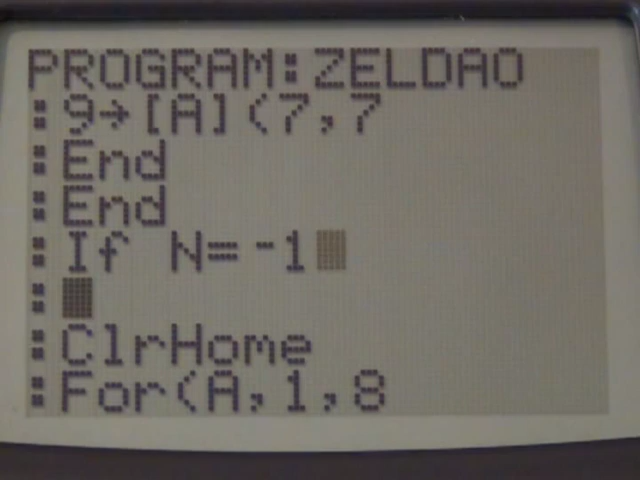 PROGRAM:ZELDAO
:9→[A](7,7
:End
:End
:If N=-1
:
:ClrHome
:For(A,1,8